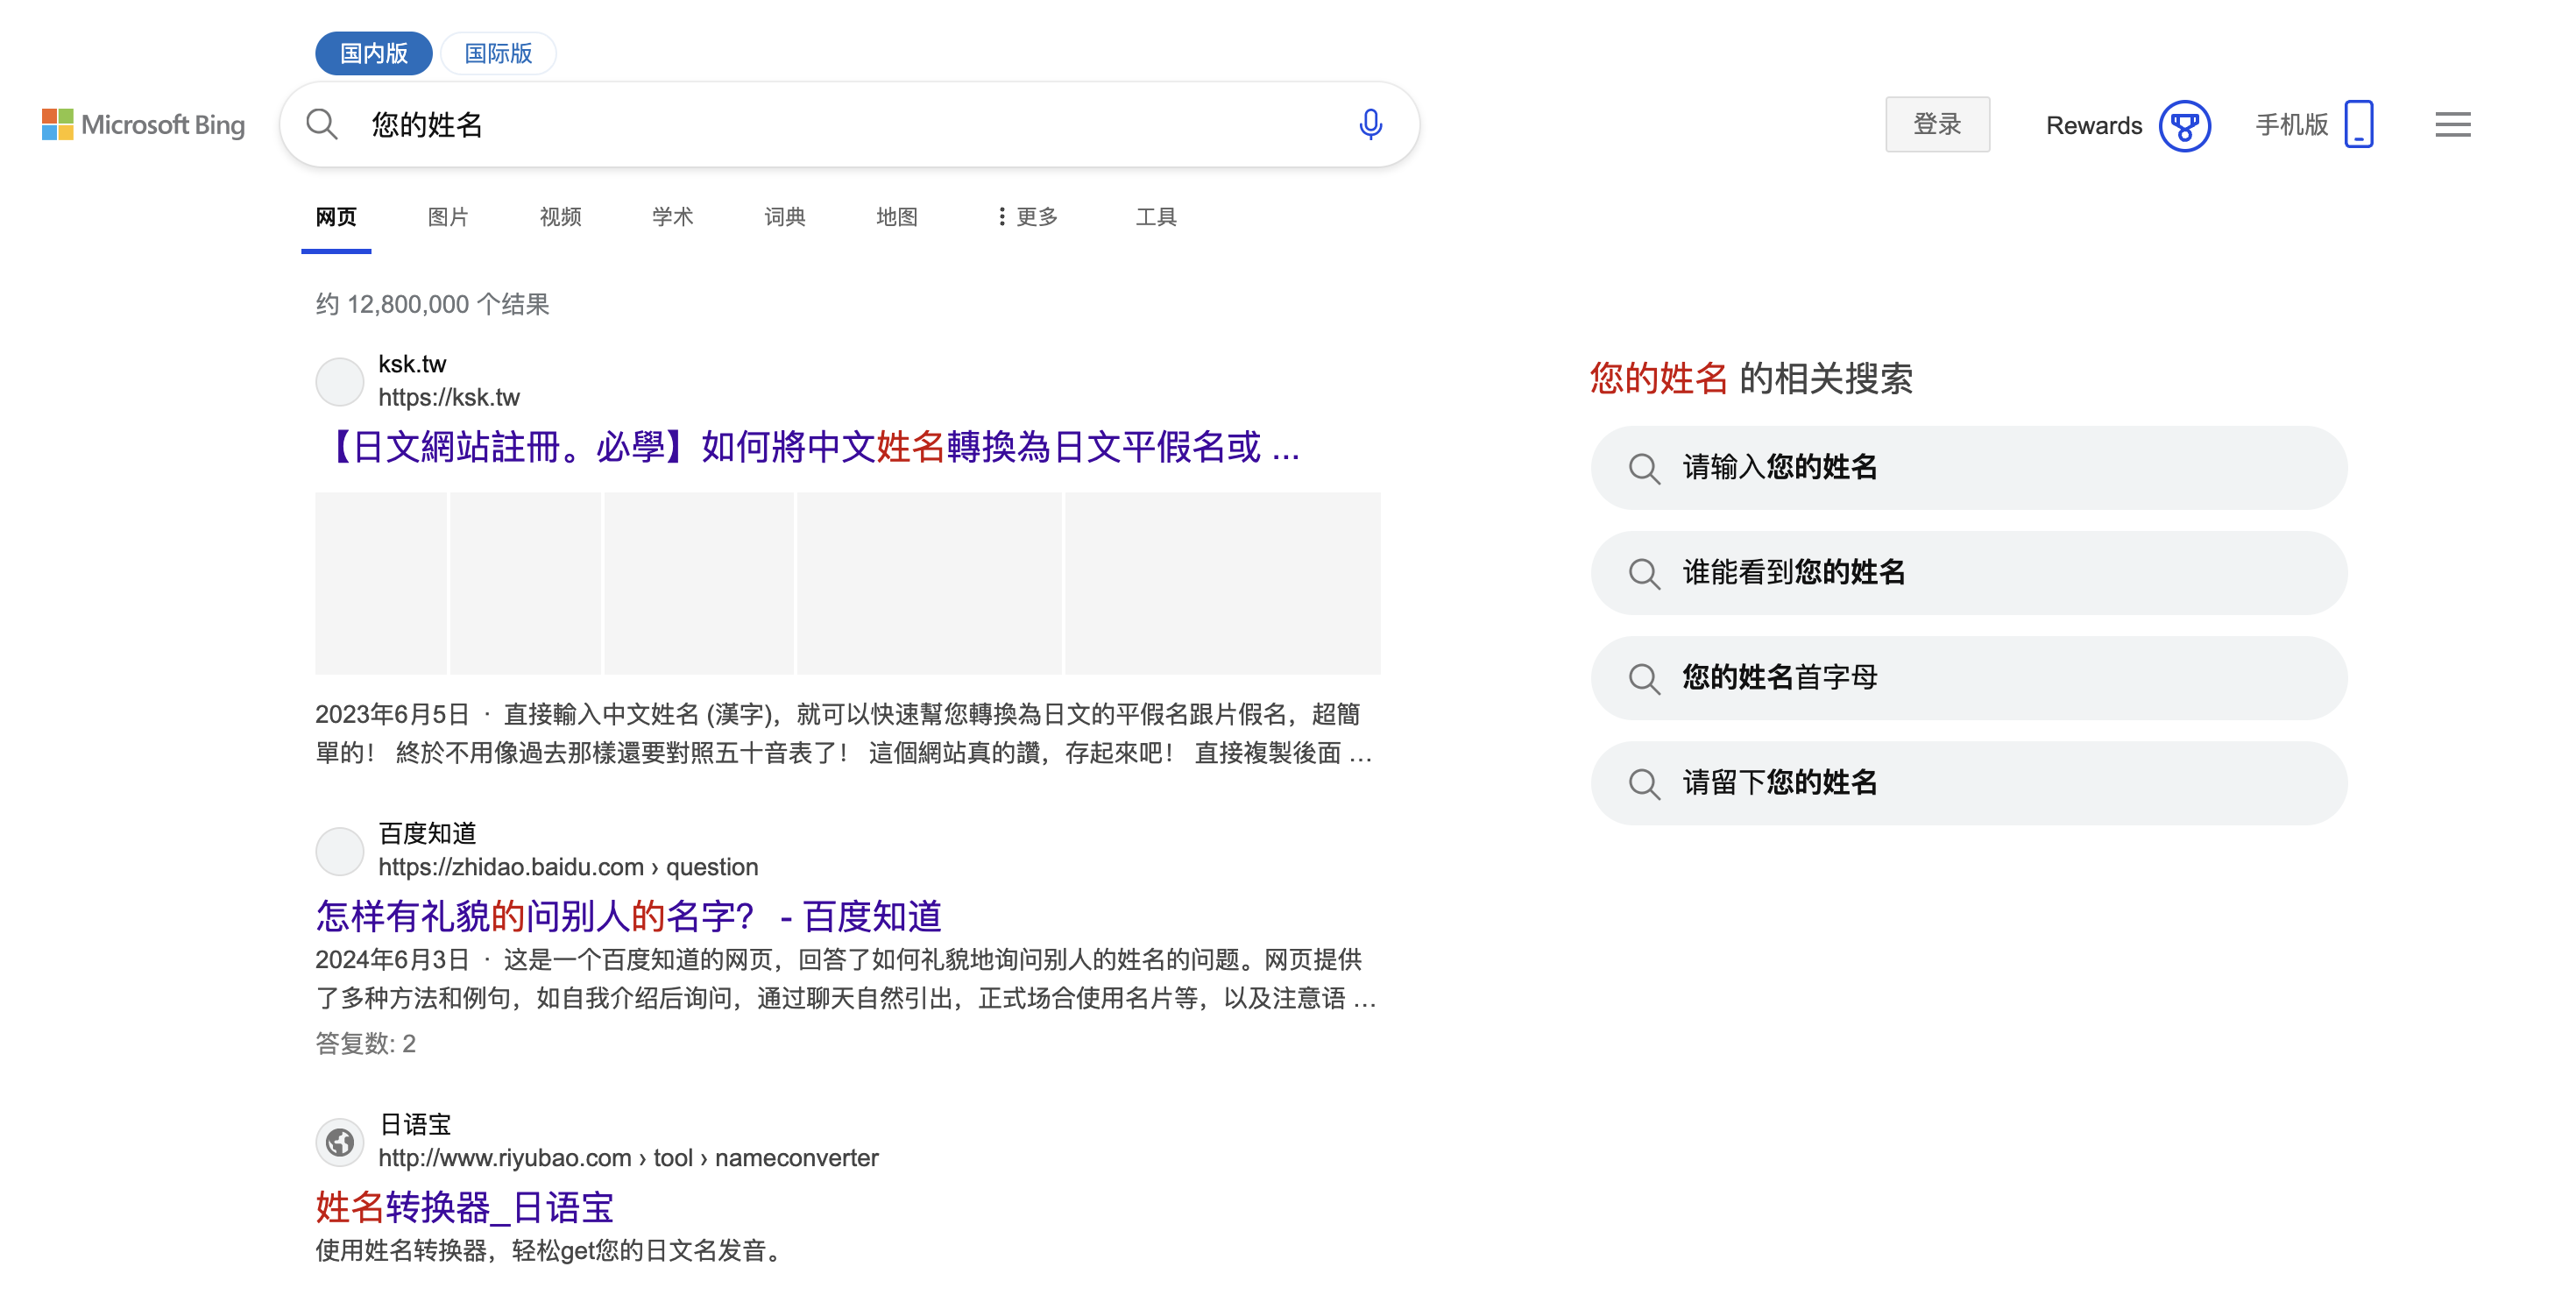 国内版 国际版
Microsoft Bing
您的姓名
登录
Rewards
手机版
网页 图片 视频 学术 词典 地图 更多 工具
约 12,800,000 个结果
ksk.tw
https://ksk.tw
【日文網站註冊。必學】如何將中文姓名轉換為日文平假名或 ...
2023年6月5日 · 直接輸入中文姓名 (漢字)，就可以快速幫您轉換為日文的平假名跟片假名，超簡
單的！ 終於不用像過去那樣還要對照五十音表了！ 這個網站真的讚，存起來吧！ 直接複製後面 ...
百度知道
https://zhidao.baidu.com › question
怎样有礼貌的问别人的名字？ - 百度知道
2024年6月3日 · 这是一个百度知道的网页，回答了如何礼貌地询问别人的姓名的问题。网页提供
了多种方法和例句，如自我介绍后询问，通过聊天自然引出，正式场合使用名片等，以及注意语 ...
答复数: 2
日语宝
http://www.riyubao.com › tool › nameconverter
姓名转换器_日语宝
使用姓名转换器，轻松get您的日文名发音。
您的姓名 的相关搜索
请输入您的姓名
谁能看到您的姓名
您的姓名首字母
请留下您的姓名